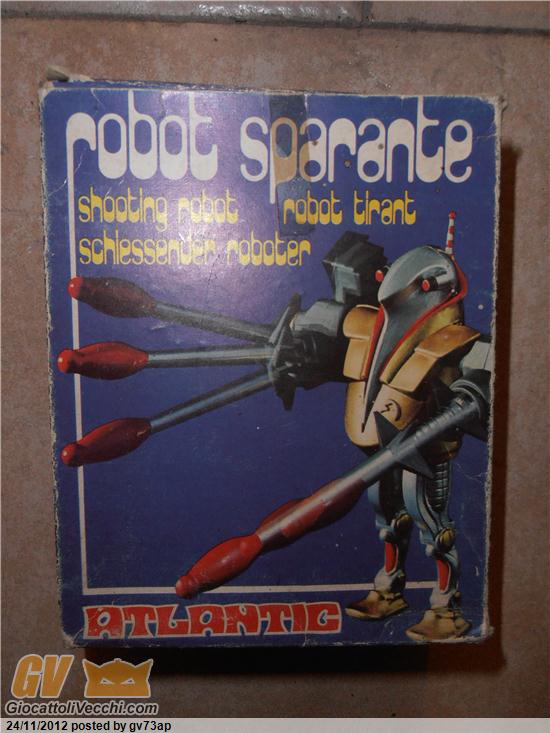 robot sparante
shooting robot robot tirant
schiessender roboter
ATLANTIC
GV
GiocattoliVecchi.com
24/11/2012 posted by gv73ap